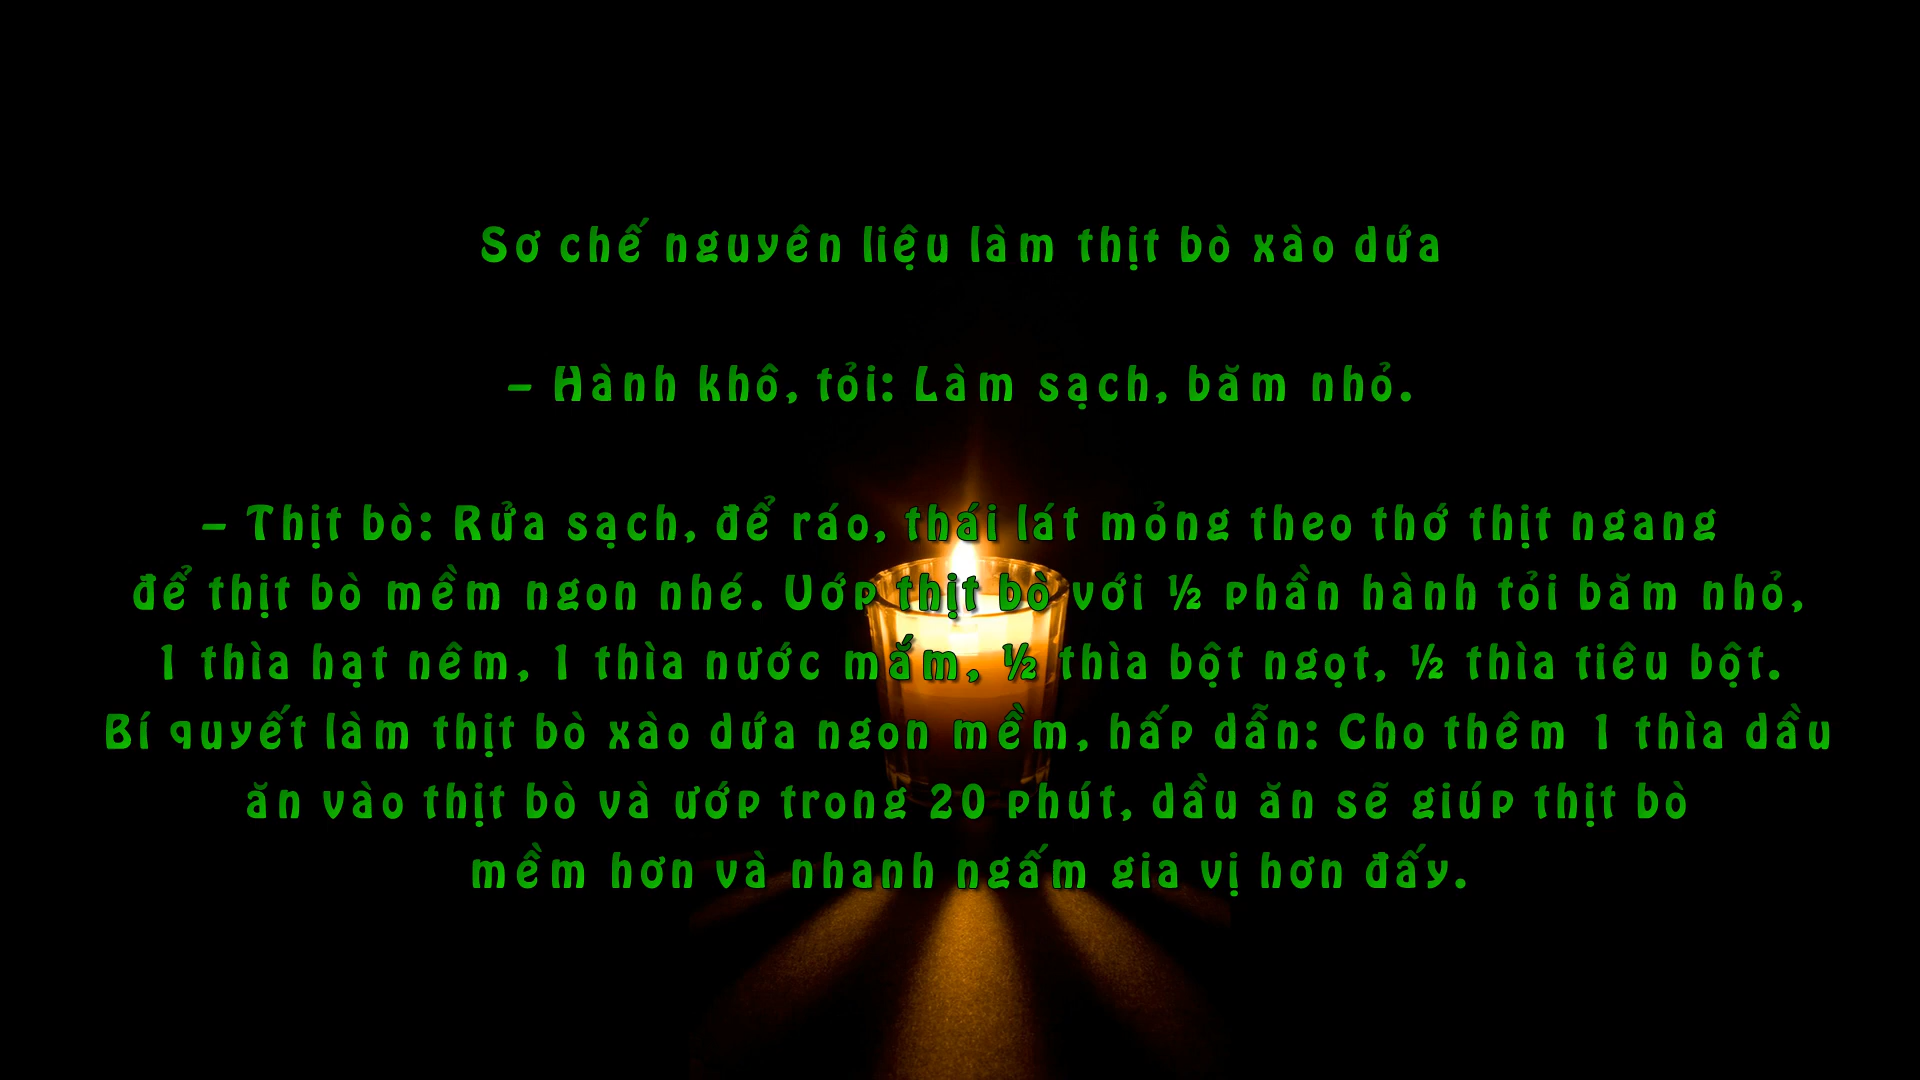 Sơ chế nguyên liệu làm thịt bò xào dứa
– Hành khô, tỏi: Làm sạch, băm nhỏ.
– Thịt bò: Rửa sạch, để ráo, thái lát mỏng theo thớ thịt ngang
để thịt bò mềm ngon nhé. Ướp thịt bò với ½ phần hành tỏi băm nhỏ,
1 thìa hạt nêm, 1 thìa nước mắm, ½ thìa bột ngọt, ½ thìa tiêu bột.
Bí quyết làm thịt bò xào dứa ngon mềm, hấp dẫn: Cho thêm 1 thìa dầu
ăn vào thịt bò và ướp trong 20 phút, dầu ăn sẽ giúp thịt bò
mềm hơn và nhanh ngấm gia vị hơn đấy.